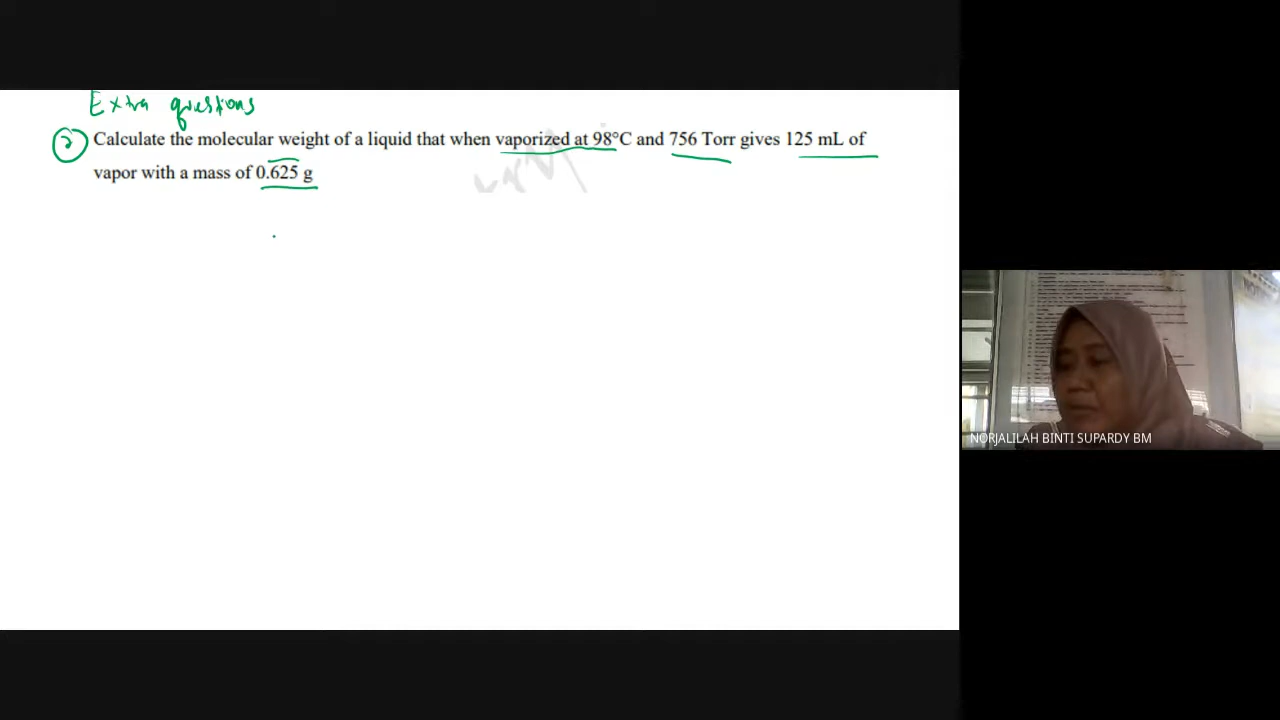 Extra questions
2 Calculate the molecular weight of a liquid that when vaporized at 98°C and 756 Torr gives 125 mL of
vapor with a mass of 0.625 g
NORJALILAH BINTI SUPARDY BM